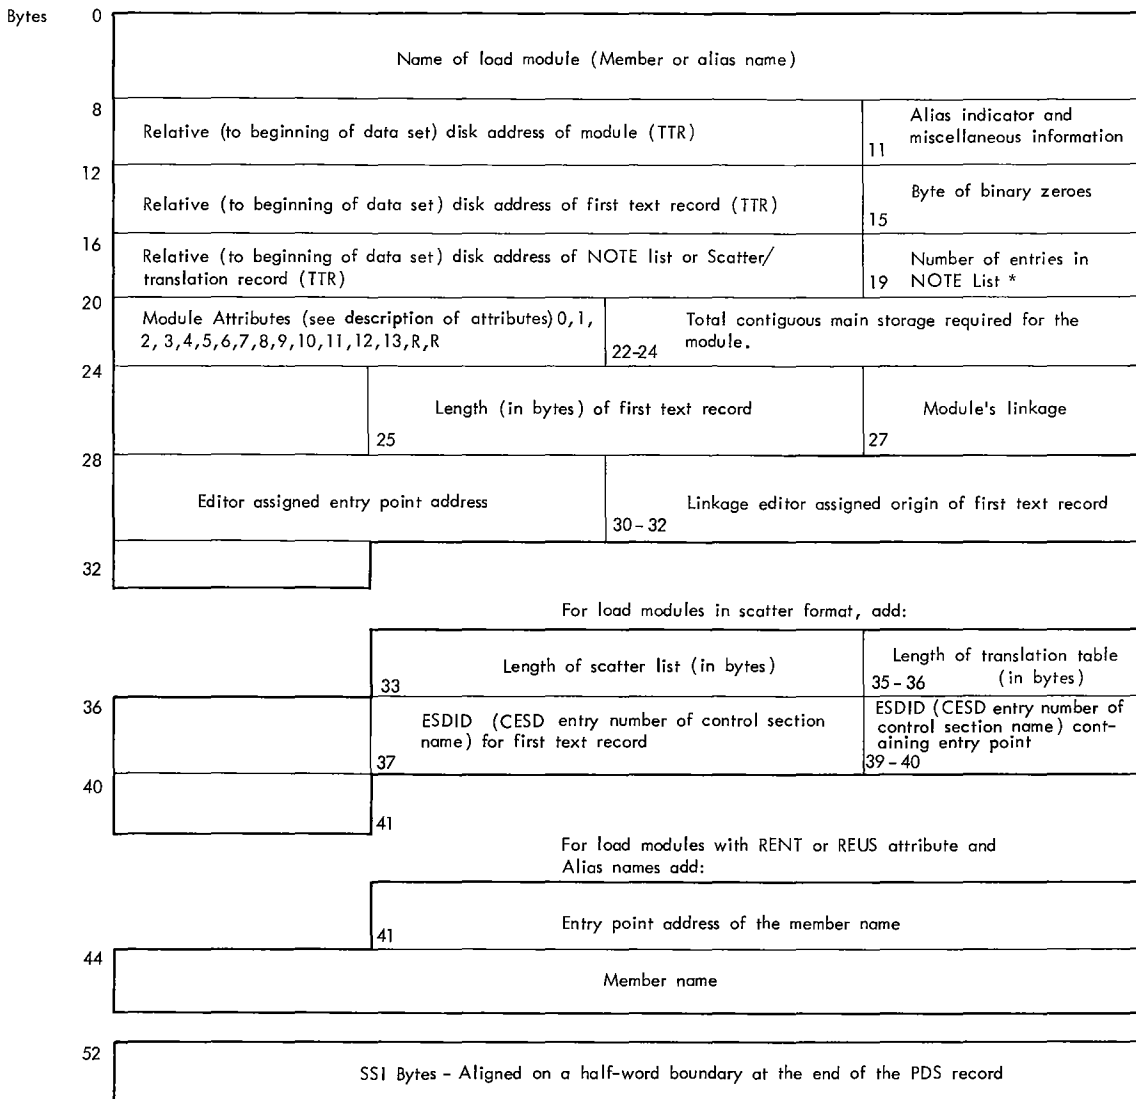 Bytes 0
Name of load module (Member or alias name)
8
Relative (to beginning of data set) disk address of module (TTR)
11
Alias indicator and
miscellaneous information
12
Relative (to beginning of data set) disk address of first text record (TTR)
15
Byte of binary zeroes
16
Relative (to beginning of data set) disk address of NOTE list or Scatter/
translation record (TTR)
19
Number of entries in
NOTE List *
20
Module Attributes (see description of attributes) 0, 1,
2, 3,4,5,6,7,8,9,10,11,12,13,R,R
22-24
Total contiguous main storage required for the
module.
24
25
Length (in bytes) of first text record
27
Module's linkage
28
Editor assigned entry point address
30-32
Linkage editor assigned origin of first text record
32
For load modules in scatter format, add:
33
Length of scatter list (in bytes)
35-36
Length of translation table
(in bytes)
36
37
ESDID (CESD entry number of control section
name) for first text record
ESDID (CESD entry number of
control section name) cont-
aining entry point
39-40
40
41
For load modules with RENT or REUS attribute and
Alias names add:
41
Entry point address of the member name
44
Member name
52
SSI Bytes - Aligned on a half-word boundary at the end of the PDS record